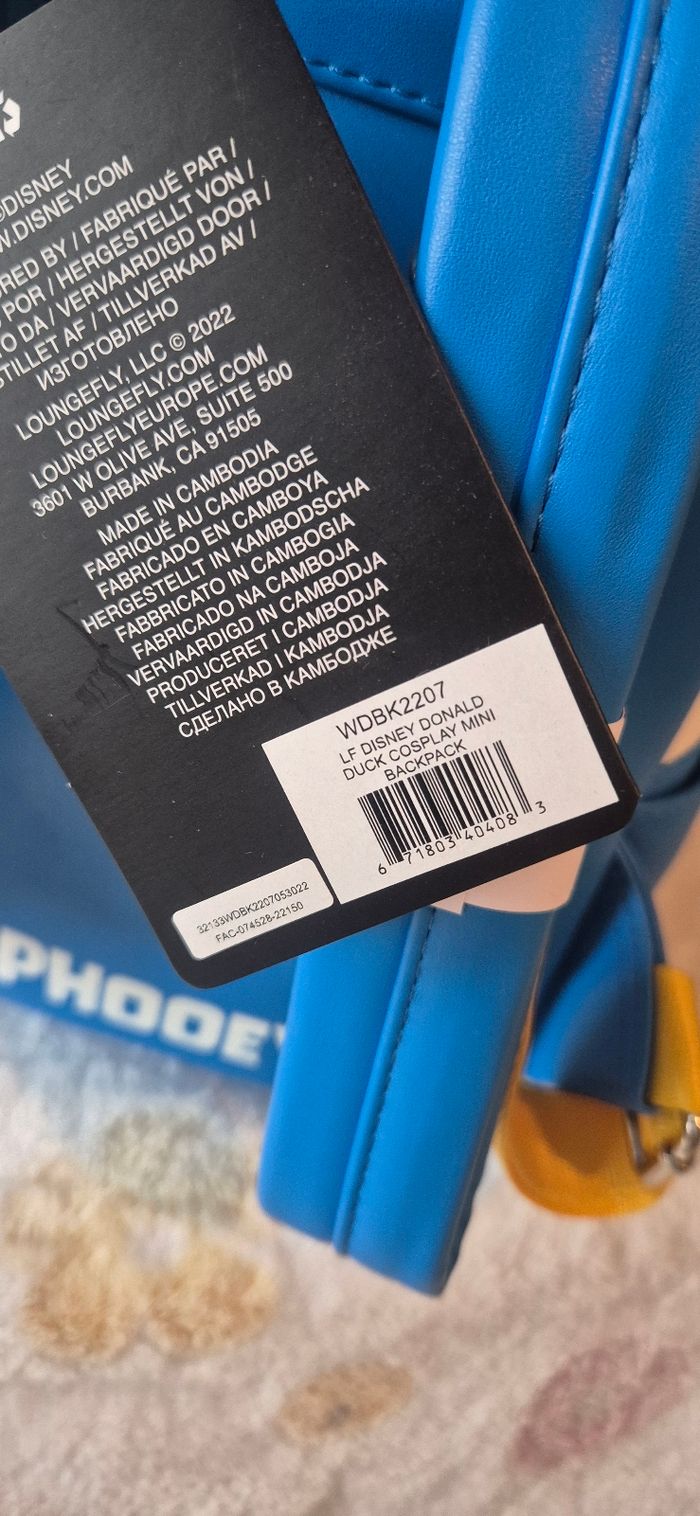 ©DISNEY
W.DISNEY.COM
RED BY / FABRIQUÉ PAR /
POR / HERGESTELLT VON /
TO DA / VERVAARDIGD DOOR /
STILLET AF / TILLVERKAD AV /
ИЗГОТОВЛЕНО
LOUNGEFLY, LLC © 2022
LOUNGEFLY.COM
LOUNGEFLYEUROPE.COM
3601 W OLIVE AVE, SUITE 500
BURBANK, CA 91505
MADE IN CAMBODIA
FABRIQUÉ AU CAMBODGE
FABRICADO EN CAMBOYA
HERGESTELLT IN KAMBODSCHA
FABBRICATO IN CAMBOGIA
FABRICADO NA CAMBOJA
VERVAARDIGD IN CAMBODJA
PRODUCERET I CAMBODJA
TILLVERKAD I KAMBODJA
СДЕЛАНО В КАМБОДЖЕ
WDBK2207
LF DISNEY DONALD
DUCK COSPLAY MINI
BACKPACK
6 71803 40408 3
32133WDBK2207053022
FAC-074528-22150
PHOOEY